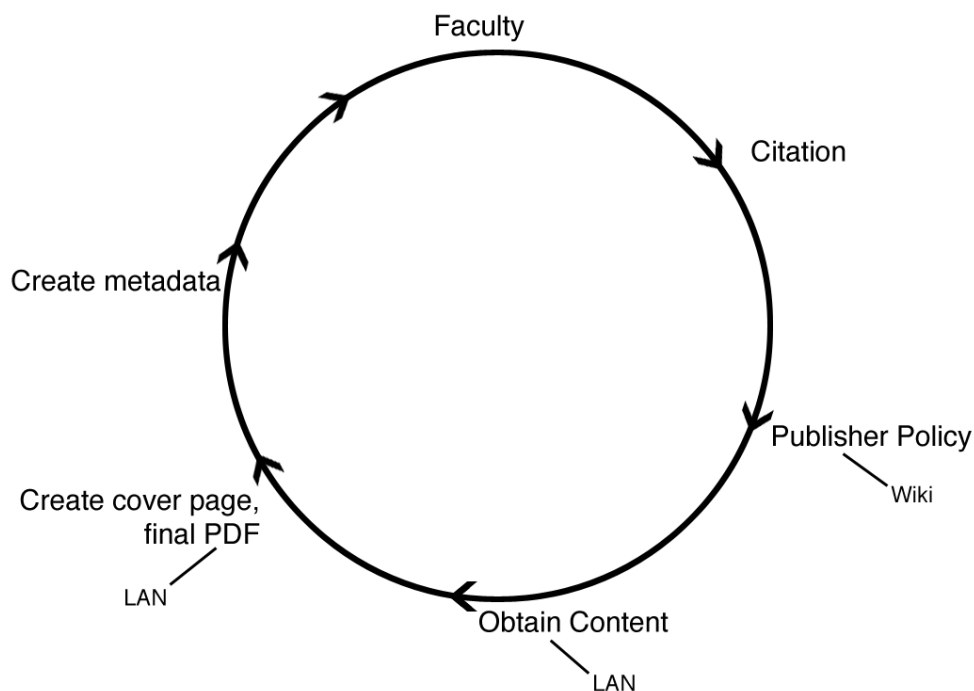 Faculty
Citation
Publisher Policy
Wiki
Obtain Content
LAN
Create cover page,
final PDF
LAN
Create metadata